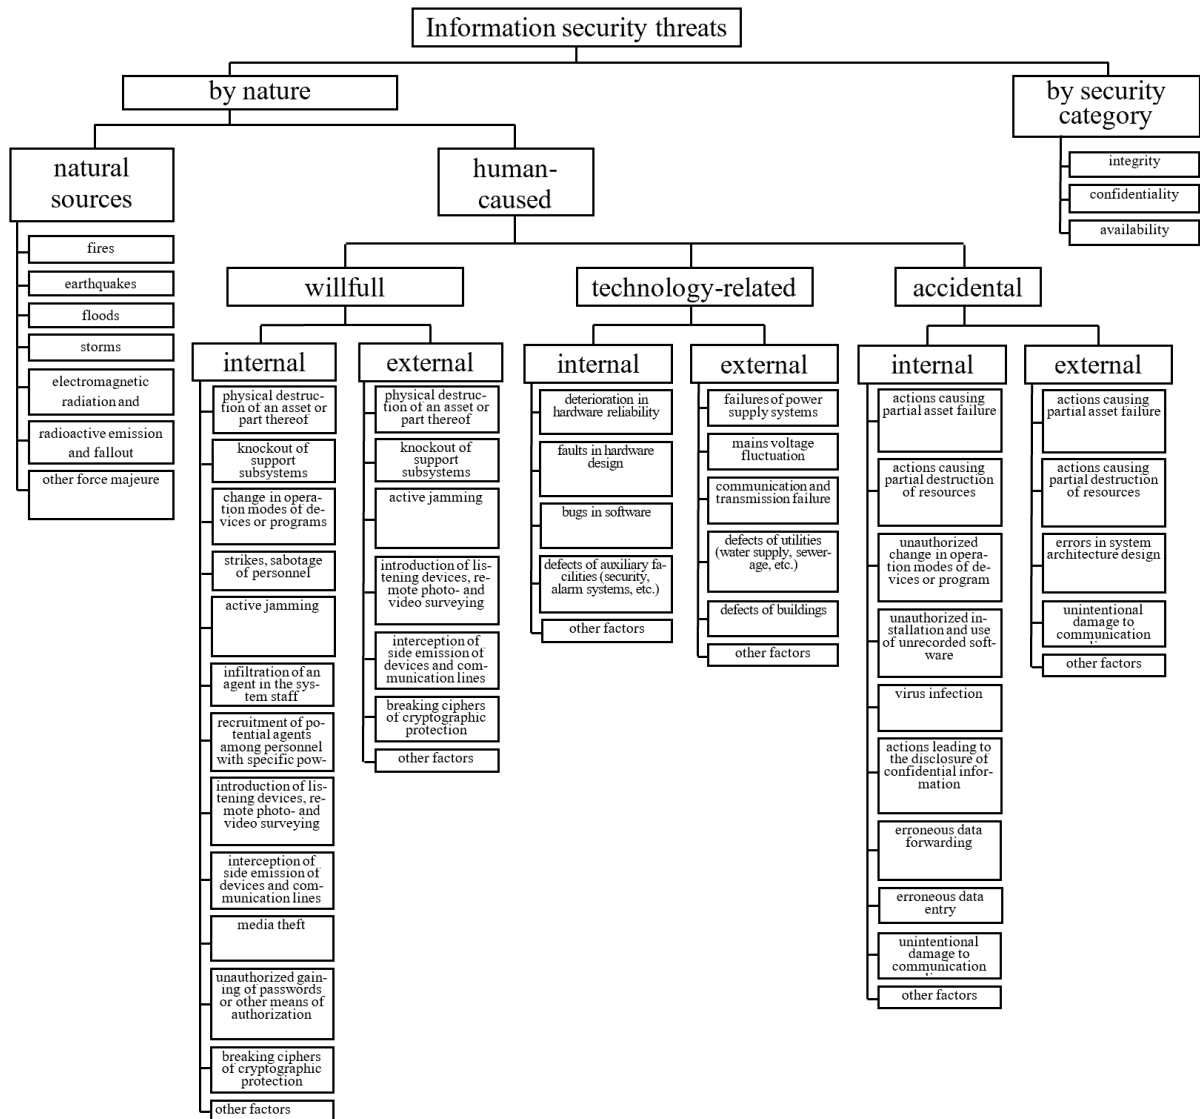 Information security threats
by nature
by security
category
integrity
confidentiality
availability
natural
sources
fires
earthquakes
floods
storms
electromagnetic
radiation and
radioactive emission
and fallout
other force majeure
human-
caused
willfull
internal
physical destruc-
tion of an asset or
part thereof
knockout of
support
subsystems
change in opera-
tion modes of de-
vices or programs
strikes, sabotage
of personnel
active jamming
infiltration of an
agent in the sys-
tem staff
recruitment of po-
tential agents
among personnel
with specific pow-
introduction of lis-
tening devices, re-
mote photo- and
video surveying
interception of
side emission of
devices and com-
munication lines
media theft
unauthorized gain-
ing of passwords
or other means of
authorization
breaking ciphers
of cryptographic
protection
other factors
external
physical destruc-
tion of an asset or
part thereof
knockout of
support
subsystems
active jamming
introduction of lis-
tening devices, re-
mote photo- and
video surveying
interception of
side emission of
devices and com-
munication lines
breaking ciphers
of cryptographic
protection
other factors
technology-related
internal
deterioration in
hardware reliability
faults in hardware
design
bugs in software
defects of auxiliary fa-
cilities (security,
alarm systems, etc.)
other factors
external
failures of power
supply systems
mains voltage
fluctuation
communication and
transmission failure
defects of utilities
(water supply, sewer-
age, etc.)
defects of buildings
other factors
accidental
internal
actions causing
partial asset failure
actions causing
partial destruction
of resources
unauthorized
change in opera-
tion modes of de-
vices or program
unauthorized in-
stallation and use
of unrecorded soft-
ware
virus infection
actions leading to
the disclosure of
confidential infor-
mation
erroneous data
forwarding
erroneous data
entry
unintentional
damage to
communication
other factors
external
actions causing
partial asset failure
actions causing
partial destruction
of resources
errors in system
architecture design
unintentional
damage to
communication
other factors